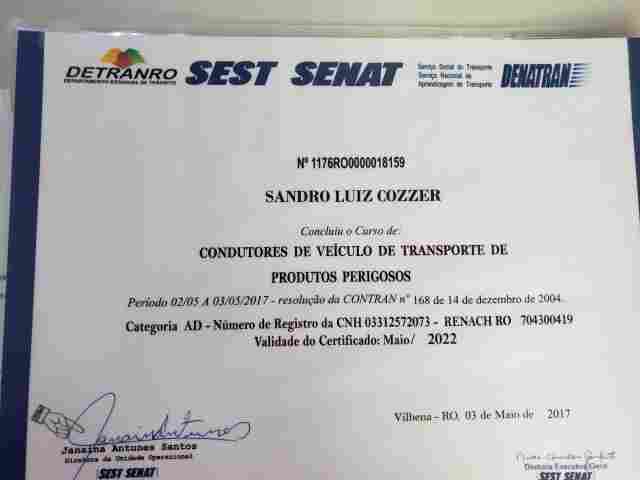 DETRANRO
DEPARTAMENTO ESTADUAL DE TRÂNSITO
SEST SENAT
Serviço Social do Transporte
Serviço Nacional de
Aprendizagem do Transporte
DENATRAN
Nº 1176RO0000018159
SANDRO LUIZ COZZER
Concluiu o Curso de:
CONDUTORES DE VEÍCULO DE TRANSPORTE DE
PRODUTOS PERIGOSOS
Período 02/05 A 03/05/2017 - resolução da CONTRAN nº 168 de 14 de dezembro de 2004.
Categoria AD - Número de Registro da CNH 03312572073 - RENACH RO 704300419
Validade do Certificado: Maio/ 2022
Vilhena - RO, 03 de Maio de 2017
Janaina Antunes Santos
Diretora da Unidade Operacional
SEST SENAT
Diretora Executiva Geral
SEST SENAT